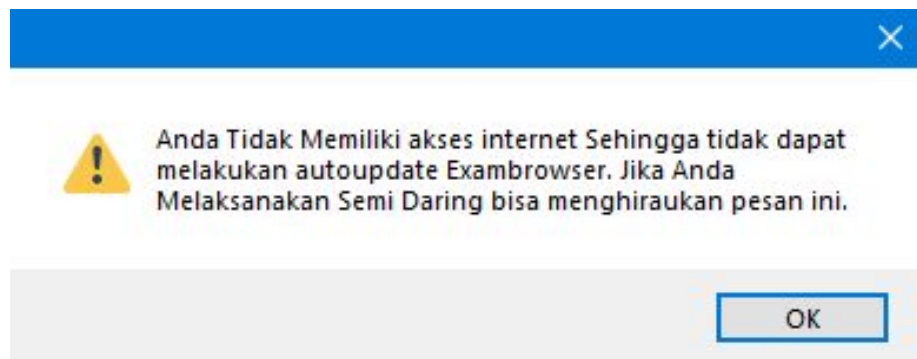 Anda Tidak Memiliki akses internet Sehingga tidak dapat
melakukan autoupdate Exambrowser. Jika Anda
Melaksanakan Semi Daring bisa menghiraukan pesan ini.
OK